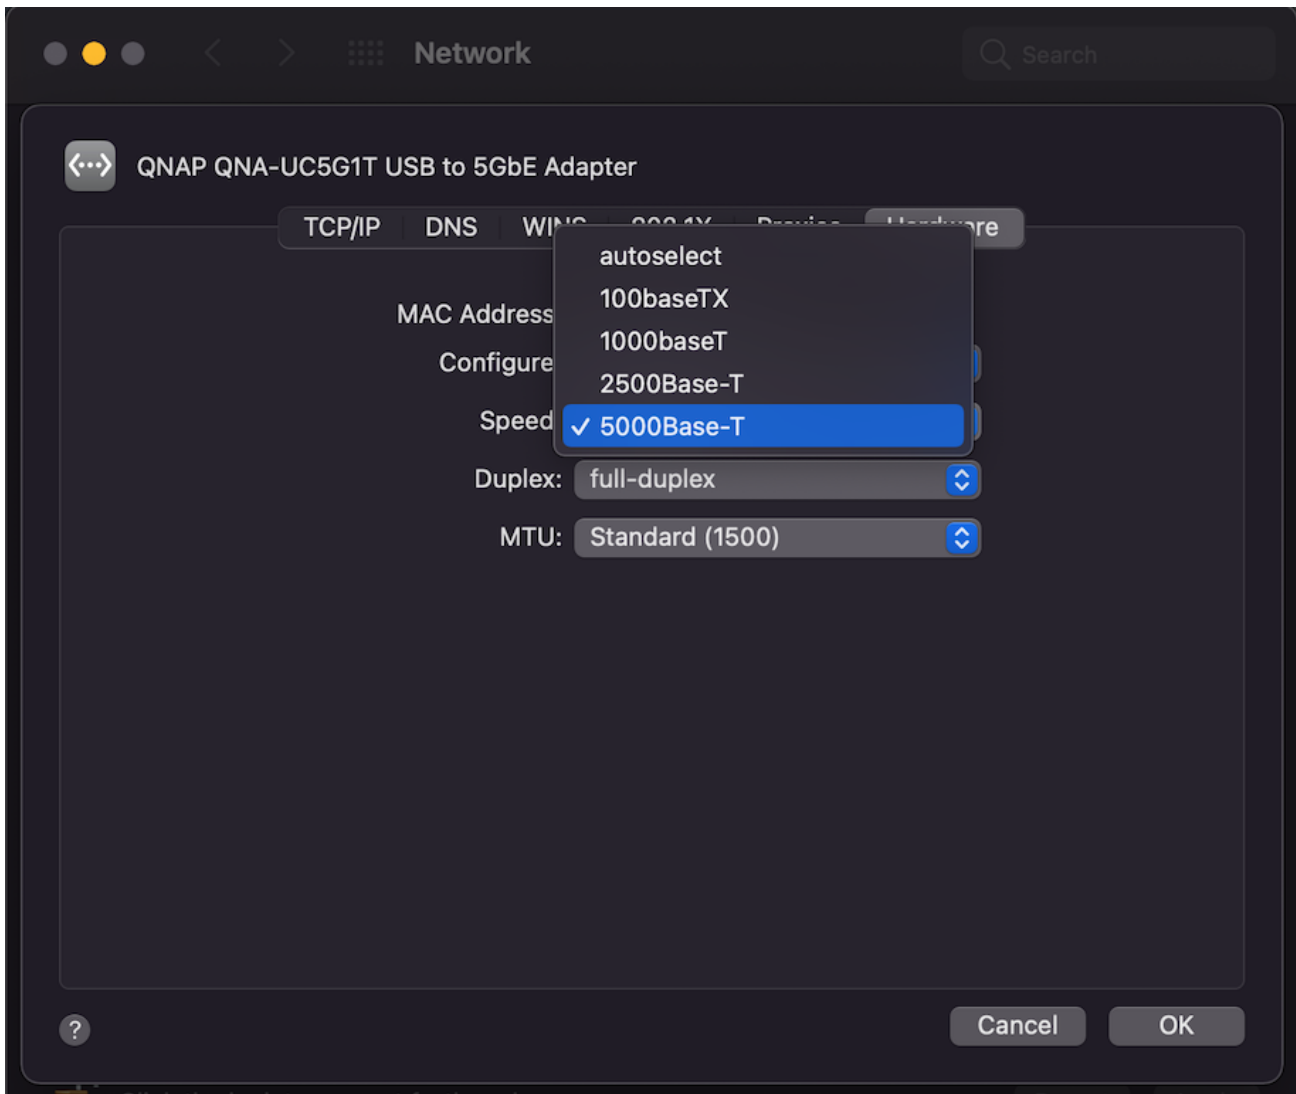 Network
Search
QNAP QNA-UC5G1T USB to 5GbE Adapter
TCP/IP DNS
autoselect
MAC Address
100baseTX
1000baseT
Configure
2500Base-T
Speed
✓ 5000Base-T
Duplex: full-duplex
MTU: Standard (1500)
? Cancel OK